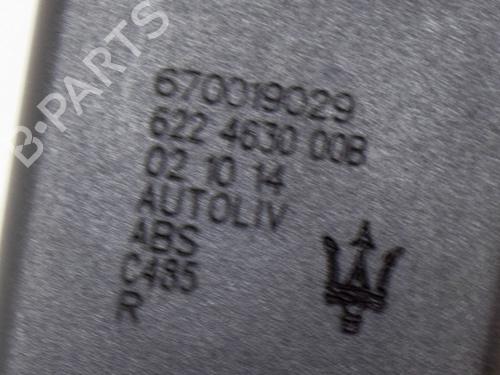 B-PARTS
670019029
622 4630 00B
02 10 14
AUTOLIV
ABS
C485
R